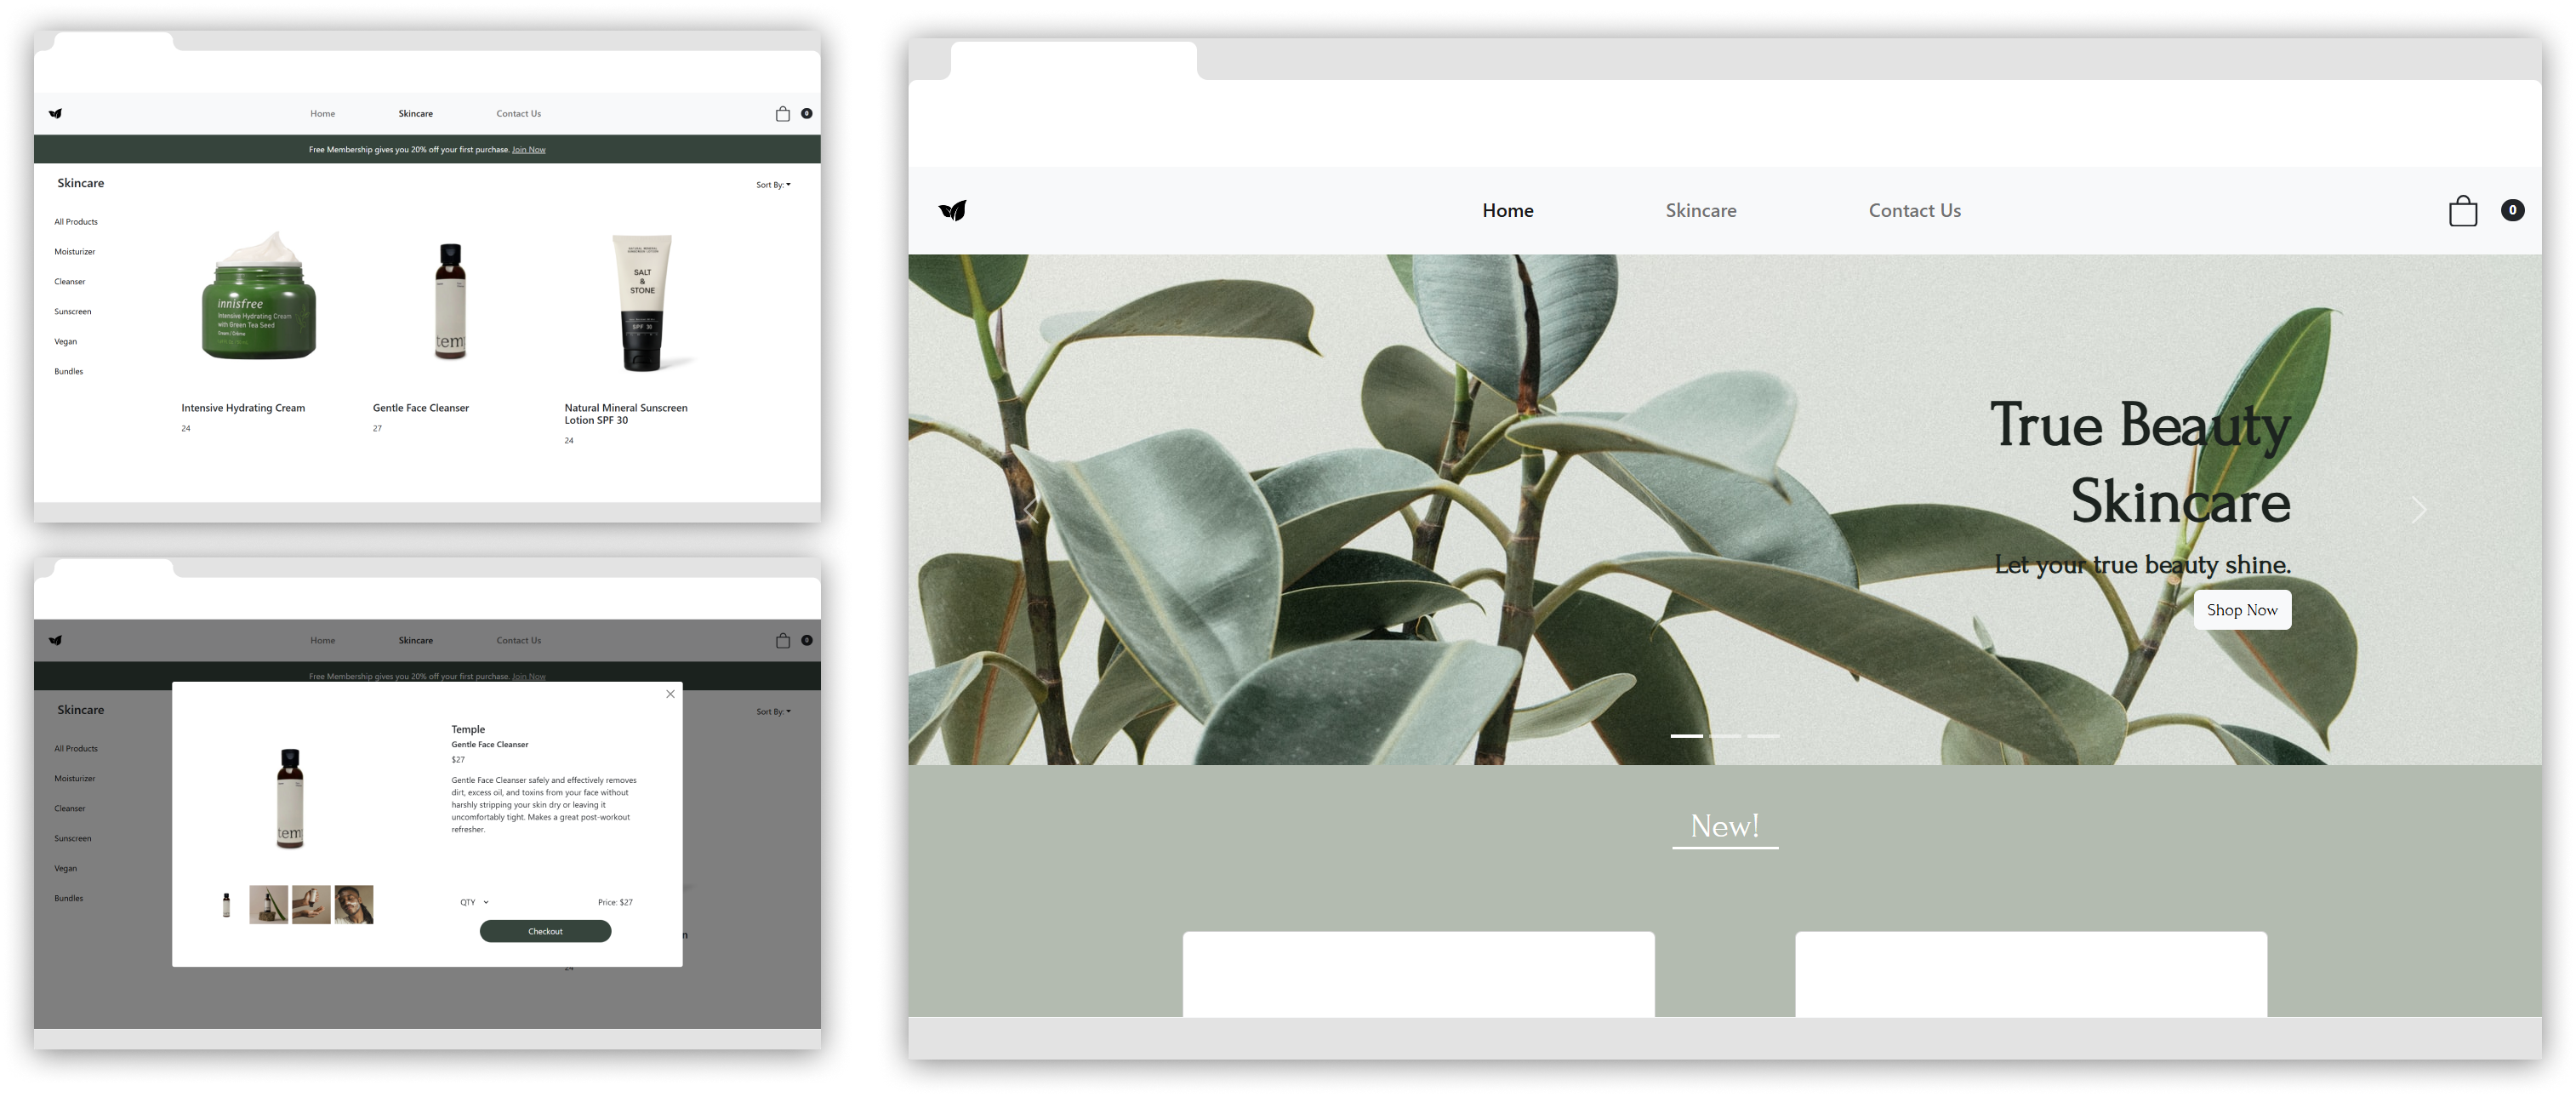 Home
Skincare
Contact Us
0
Free Membership gives you 20% off your first purchase. Join Now
Skincare
Sort By:
All Products
Moisturizer
Cleanser
Sunscreen
Vegan
Bundles
innisfree
Intensive Hydrating Cream
with Green Tea Seed
Cream / Crème
tem
SALT
&
STONE
SPF 30
Intensive Hydrating Cream
24
Gentle Face Cleanser
27
Natural Mineral Sunscreen
Lotion SPF 30
24
Home
Skincare
Contact Us
0
Free Membership gives you 20% off your first purchase. Join Now
Skincare
Sort By:
All Products
Moisturizer
Cleanser
Sunscreen
Vegan
Bundles
tem
Temple
Gentle Face Cleanser
$27
Gentle Face Cleanser safely and effectively removes
dirt, excess oil, and toxins from your face without
harshly stripping your skin dry or leaving it
uncomfortably tight. Makes a great post-workout
refresher.
QTY
Price: $27
Checkout
n
24
Home
Skincare
Contact Us
0
True Beauty
Skincare
Let your true beauty shine.
Shop Now
New!